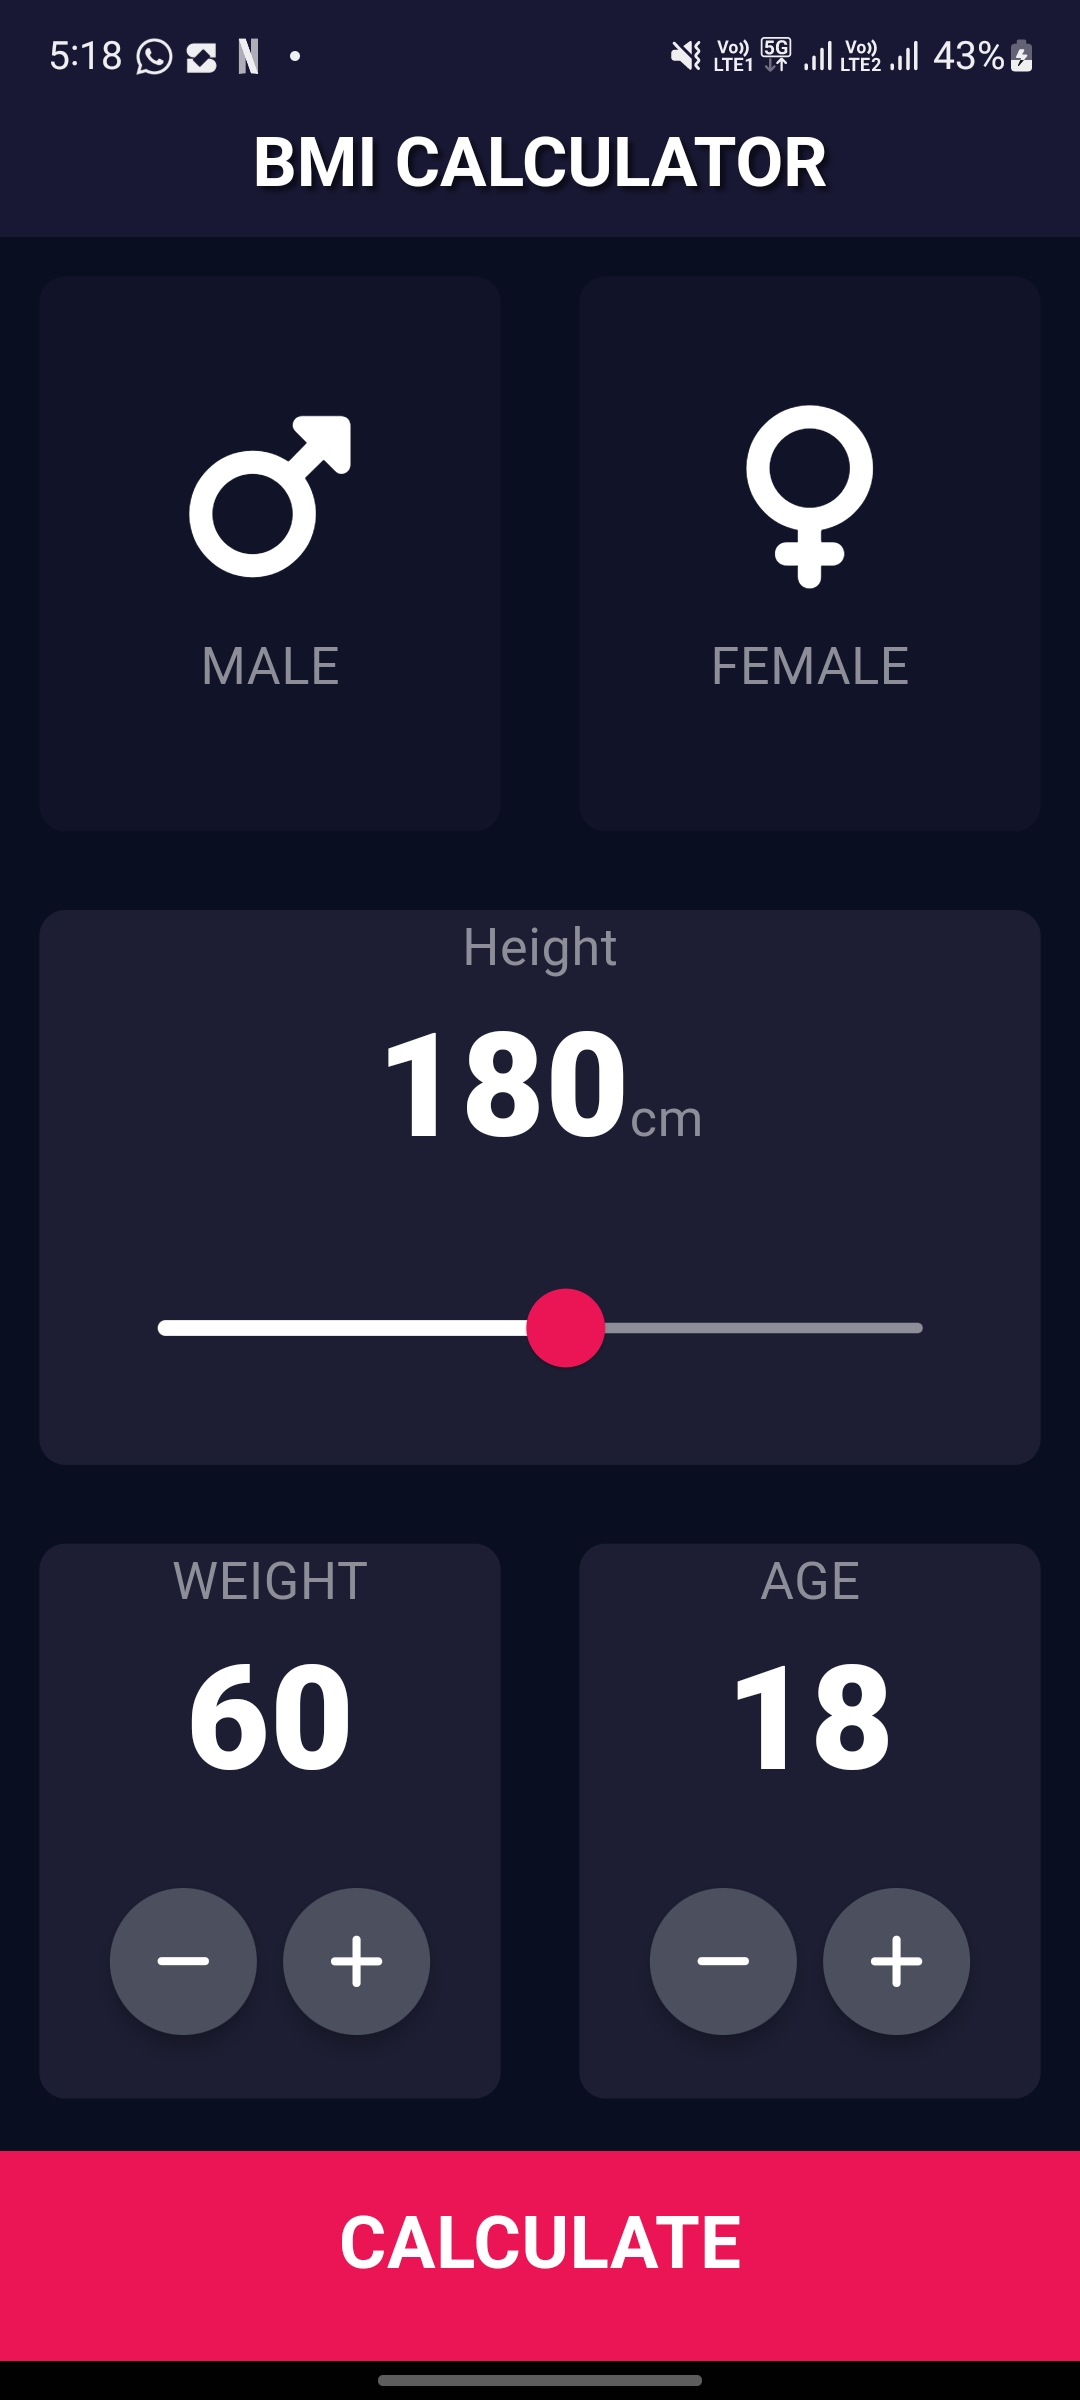 5:18
Vo)) LTE1 5G Vo)) LTE2 43%
BMI CALCULATOR
MALE
FEMALE
Height
180cm
WEIGHT
AGE
60
18
CALCULATE